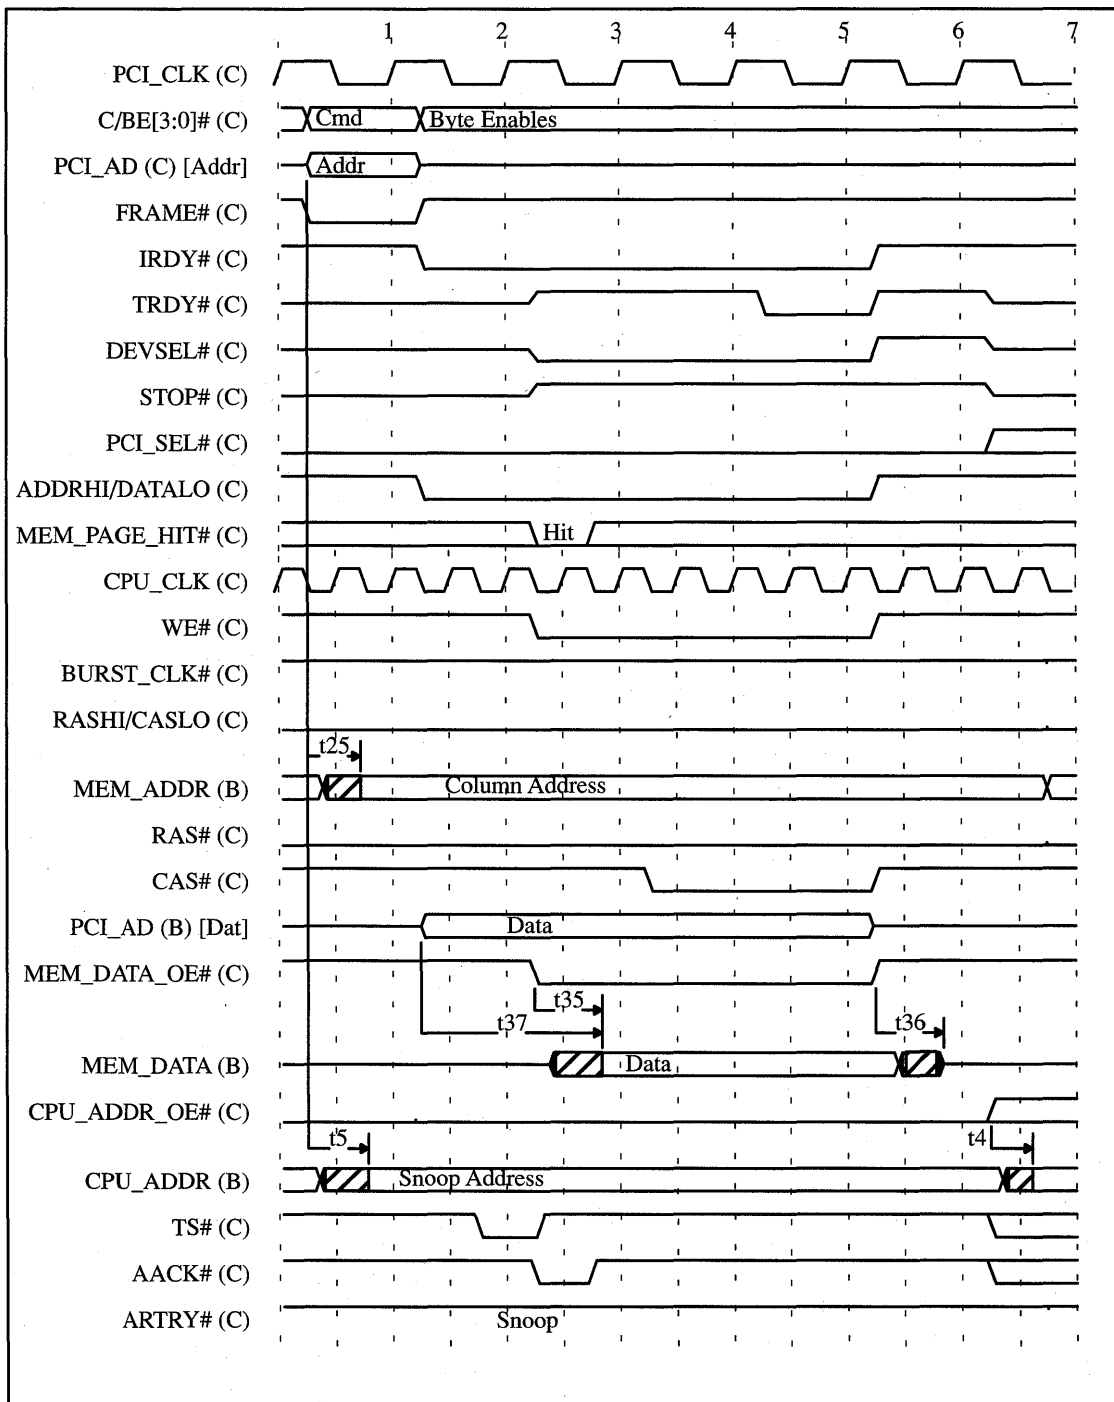 1 2 3 4 5 6 7
PCI_CLK (C)
C/BE[3:0]# (C) Cmd Byte Enables
PCI_AD (C) [Addr] Addr
FRAME# (C)
IRDY# (C)
TRDY# (C)
DEVSEL# (C)
STOP# (C)
PCI_SEL# (C)
ADDRHI/DATALO (C)
MEM_PAGE_HIT# (C) Hit
CPU_CLK (C)
WE# (C)
BURST_CLK# (C)
RASHI/CASLO (C)
t25
MEM_ADDR (B) Column Address
RAS# (C)
CAS# (C)
PCI_AD (B) [Dat] Data
MEM_DATA_OE# (C)
t35
t37 t36
MEM_DATA (B) Data
CPU_ADDR_OE# (C)
t5 t4
CPU_ADDR (B) Snoop Address
TS# (C)
AACK# (C)
ARTRY# (C) Snoop